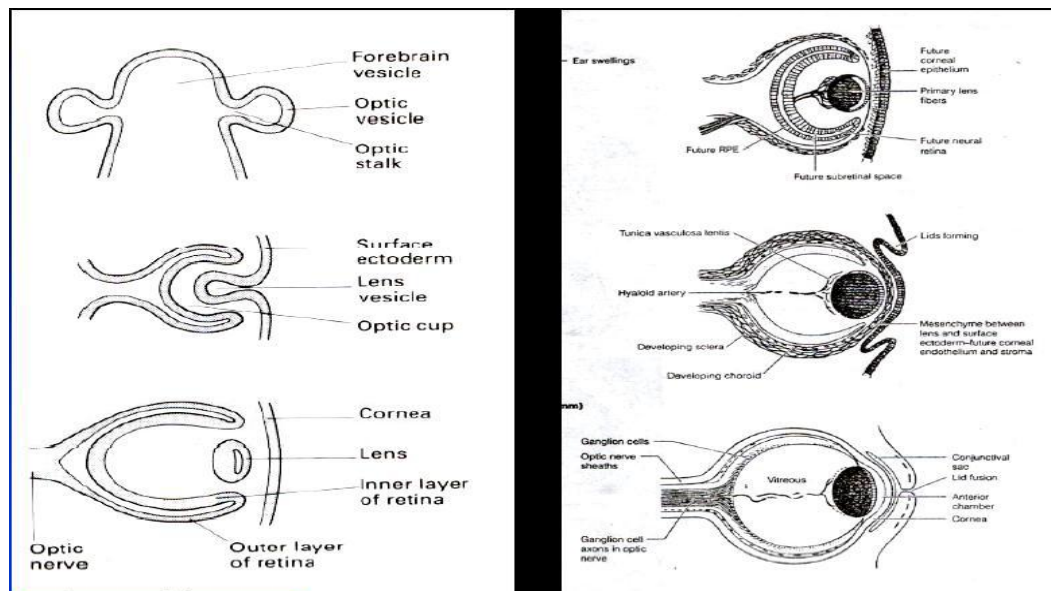 Forebrain
vesicle
Optic
vesicle
Optic
stalk
Surface
ectoderm
Lens
vesicle
Optic cup
Cornea
Lens
Inner layer
of retina
Optic
nerve
Outer layer
of retina
Ear swellings
Future
corneal
epithelium
Primary lens
fibers
Future neural
retina
Future RPE
Future subretinal space
Tunica vasculosa lentis
Lids forming
Hyaloid artery
Mesenchyme between
lens and surface
ectoderm–future corneal
endothelium and stroma
Developing sclera
Developing choroid
mm)
Ganglion cells
Optic nerve
sheaths
Vitreous
Conjunctival
sac
Lid fusion
Anterior
chamber
Cornea
Ganglion cell
axons in optic
nerve